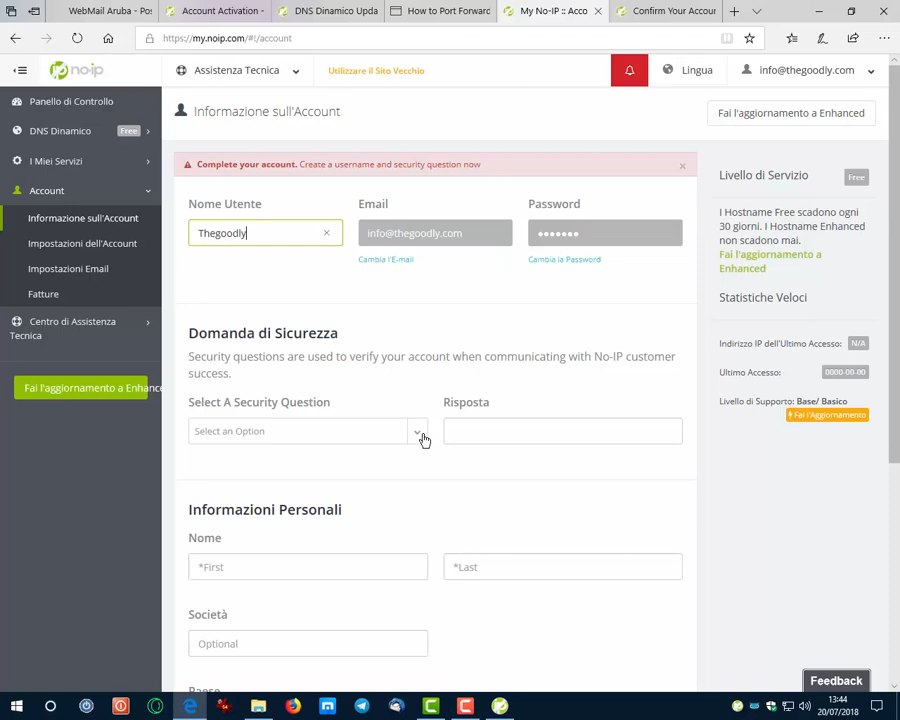 WebMail Aruba - Pos
Account Activation -
DNS Dinamico Upda
How to Port Forward
My No-IP :: Acco
Confirm Your Accour
https://my.noip.com/#!/account
no-ip
Assistenza Tecnica
Utilizzare il Sito Vecchio
Lingua
info@thegoodly.com
Panello di Controllo
DNS Dinamico
Free
I Miei Servizi
Account
Informazione sull'Account
Impostazioni dell'Account
Impostazioni Email
Fatture
Centro di Assistenza
Tecnica
Fai l'aggiornamento a Enhance
Informazione sull'Account
Fai l'aggiornamento a Enhanced
Complete your account. Create a username and security question now
Nome Utente
Email
Password
Thegoodly
info@thegoodly.com
•••••••
Cambia l'E-mail
Cambia la Password
Domanda di Sicurezza
Security questions are used to verify your account when communicating with No-IP customer
success.
Select A Security Question
Risposta
Select an Option
Informazioni Personali
Nome
*First
*Last
Società
Optional
Paese
Livello di Servizio
Free
I Hostname Free scadono ogni
30 giorni. I Hostname Enhanced
non scadono mai.
Fai l'aggiornamento a
Enhanced
Statistiche Veloci
Indirizzo IP dell'Ultimo Accesso:
N/A
Ultimo Accesso:
0000-00-00
Livello di Supporto: Base/ Basico
Fai l'Aggiornamento
Feedback
13:44
20/07/2018